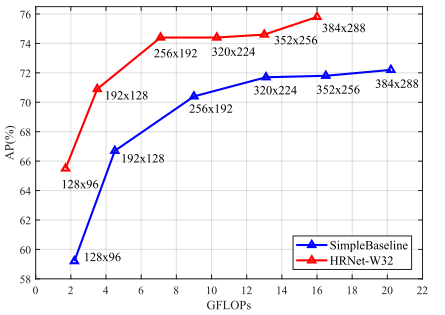 76
74
72
70
68
66
64
62
60
58
AP(%)
384x288
256x192
320x224
352x256
192x128
128x96
384x288
352x256
320x224
256x192
192x128
128x96
SimpleBaseline
HRNet-W32
0 2 4 6 8 10 12 14 16 18 20 22
GFLOPs